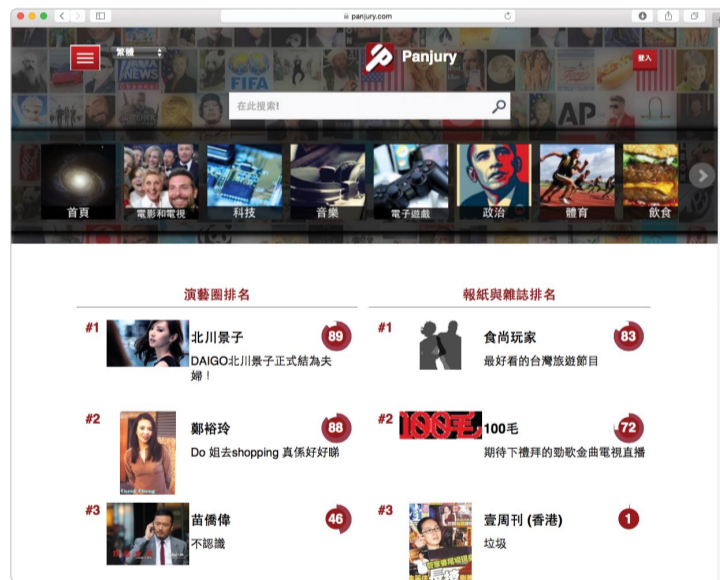 panjury.com
繁體
Panjury
登入
NEWS
FIFA
AP
在此搜索!
首頁
電影和電視
科技
音樂
電子遊戲
政治
體育
飲食
演藝圈排名
#1
北川景子
89
DAIGO北川景子正式結為夫
婦！
#2
鄭裕玲
88
Do 姐去shopping 真係好好睇
#3
苗僑偉
46
不認識
報紙與雜誌排名
#1
食尚玩家
83
最好看的台灣旅遊節目
#2
100毛
100毛
72
期待下禮拜的勁歌金曲電視直播
#3
壹周刊 (香港)
1
垃圾